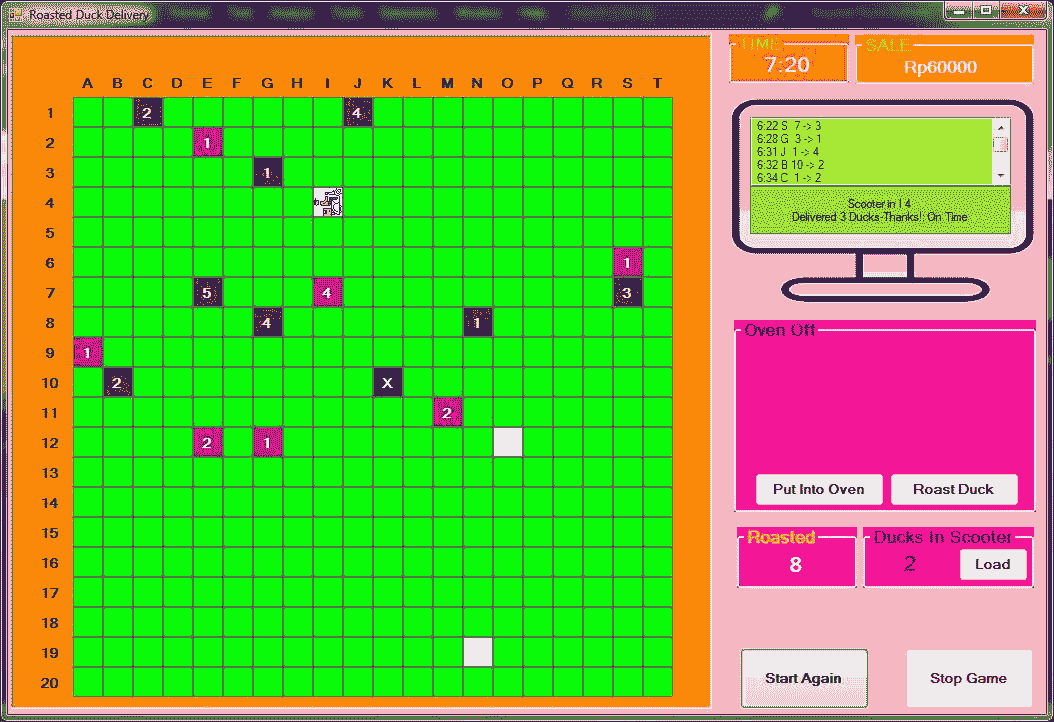 Roasted Duck Delivery
TIME
7:20
SALE
Rp60000
A B C D E F G H I J K L M N O P Q R S T
1 2 4
2 1
3 1
4
5
6 1
7 5 4 3
8 4 1
9 1
10 2 X
11 2
12 2 1
13
14
15
16
17
18
19
20
6:22 S 7 -> 3
6:28 G 3 -> 1
6:31 J 1 -> 4
6:32 B 10 -> 2
6:34 C 1 -> 2
Scooter in I 4
Delivered 3 Ducks-Thanks!: On Time
Oven Off
Put Into Oven
Roast Duck
Roasted
8
Ducks In Scooter
2
Load
Start Again
Stop Game